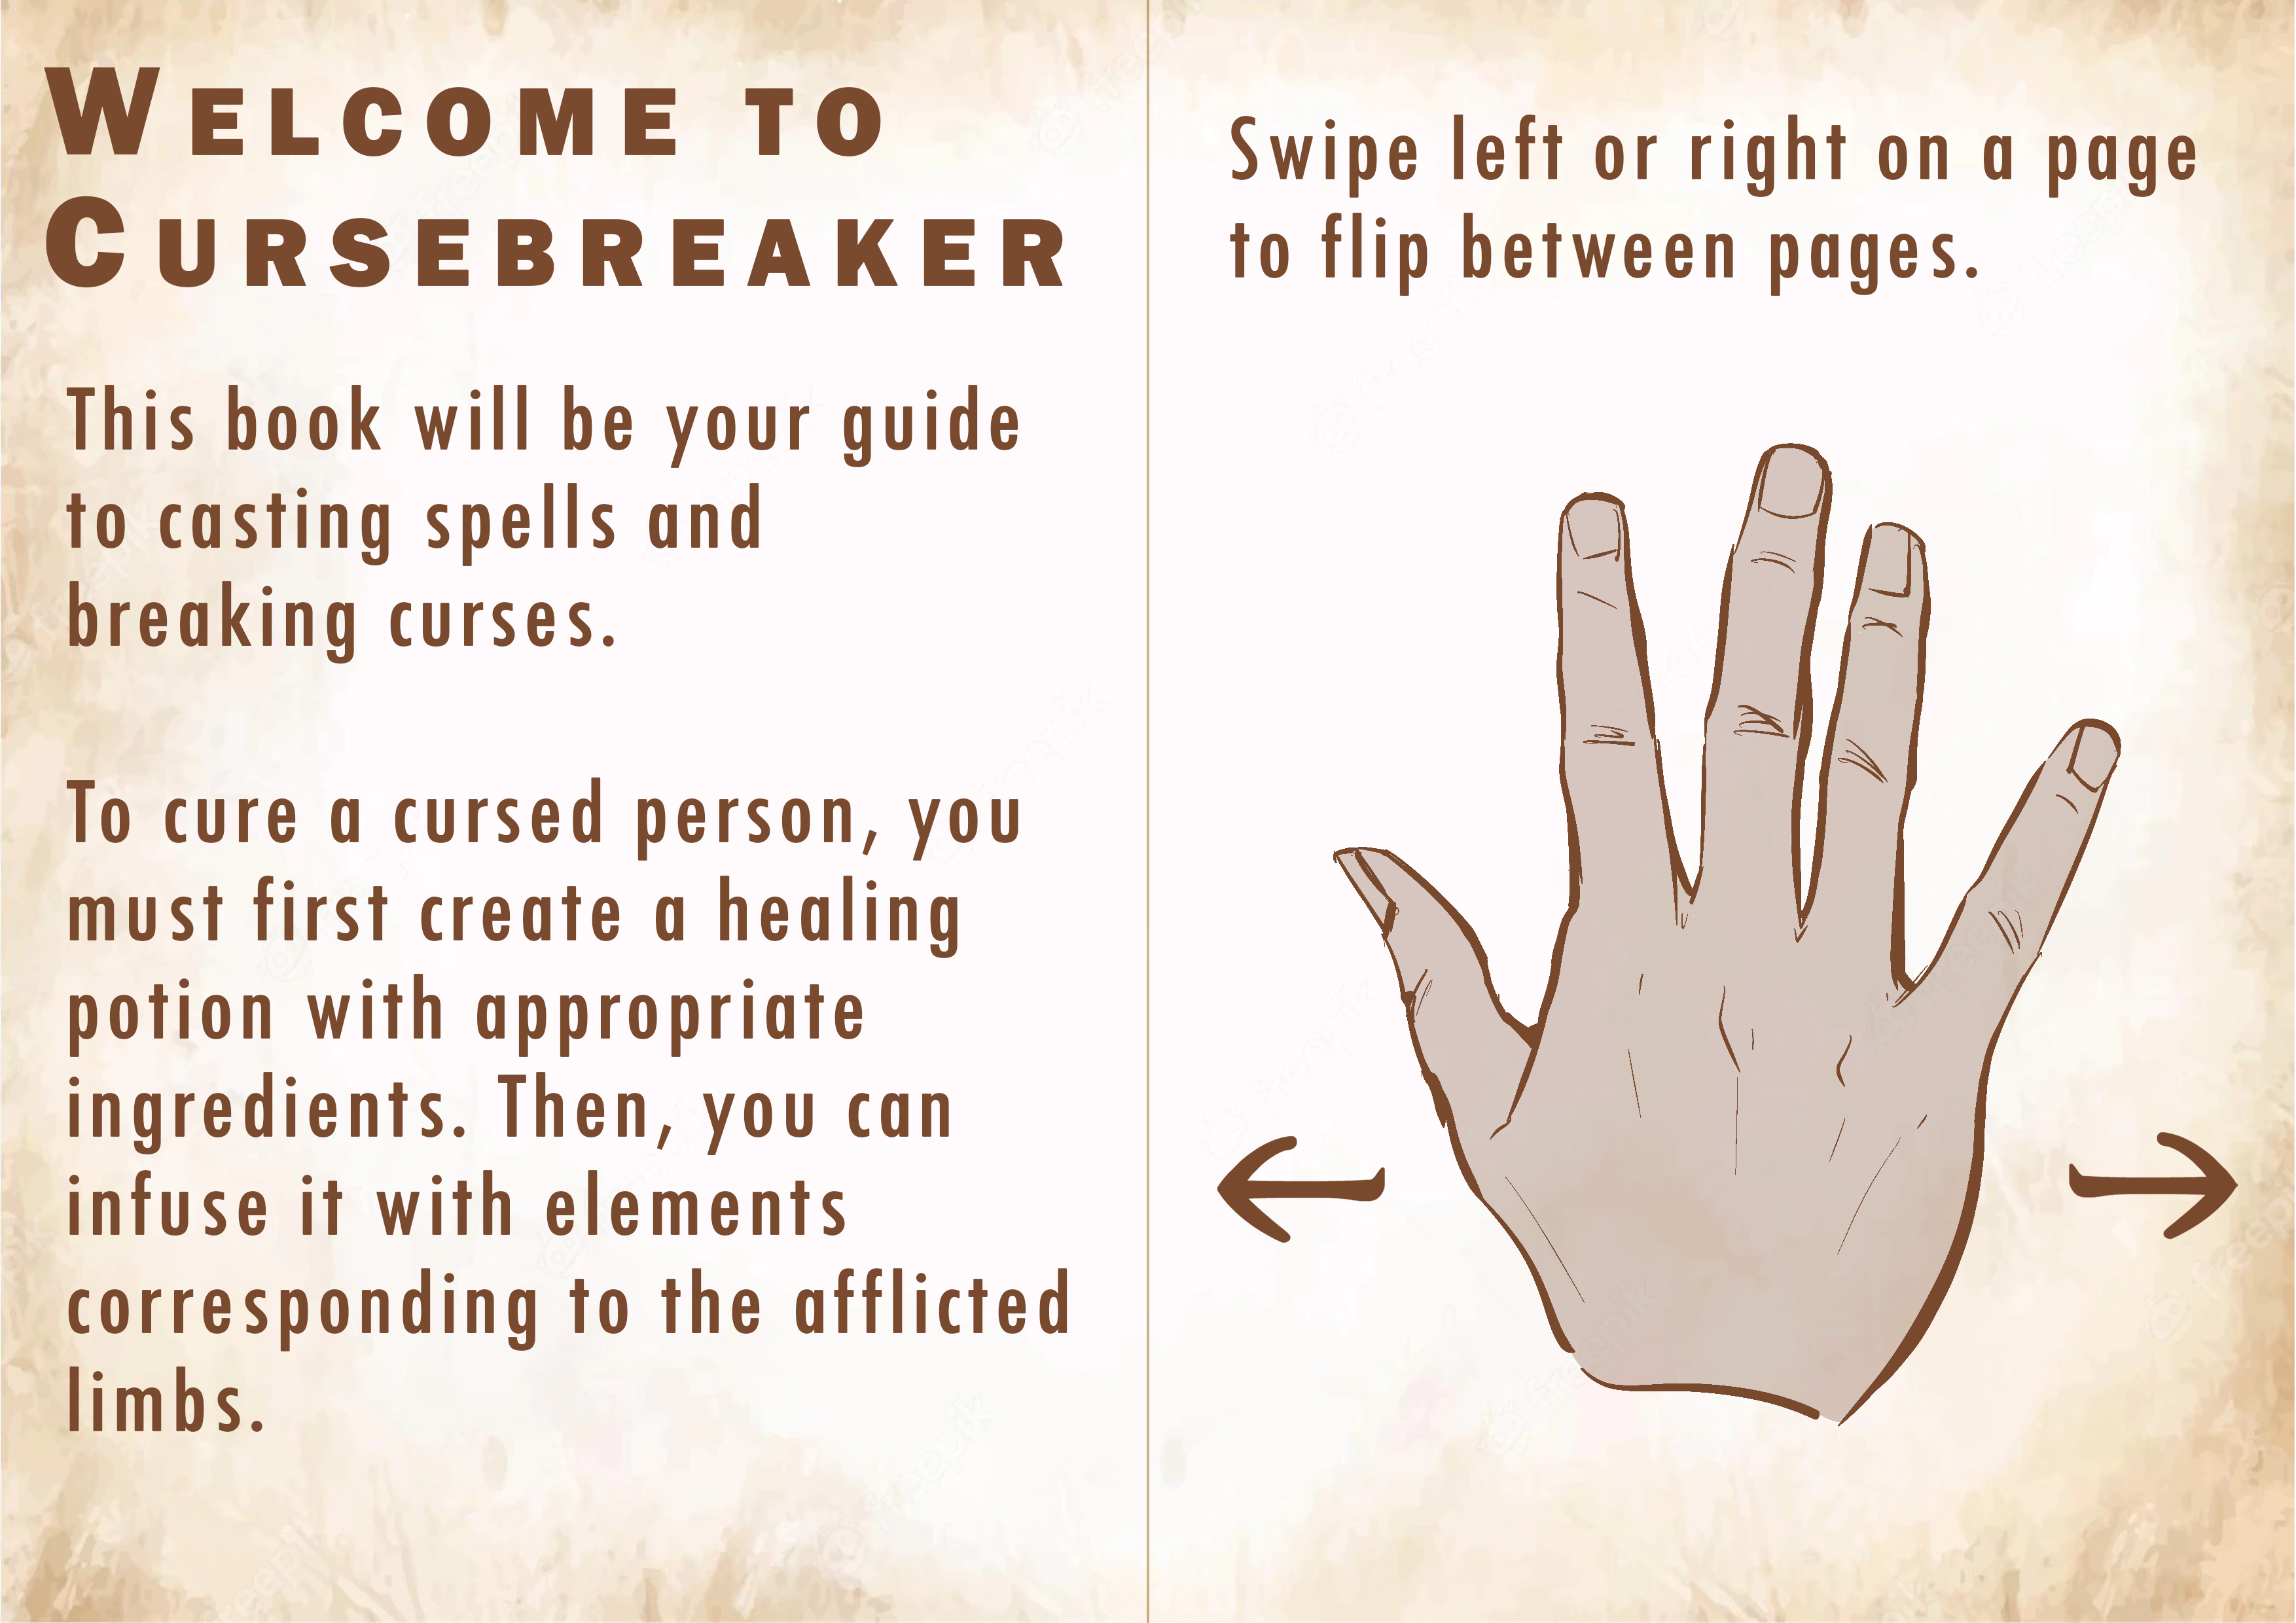 WELCOME TO
CURSEBREAKER
This book will be your guide
to casting spells and
breaking curses.
To cure a cursed person, you
must first create a healing
potion with appropriate
ingredients. Then, you can
infuse it with elements
corresponding to the afflicted
limbs.
Swipe left or right on a page
to flip between pages.
freepik